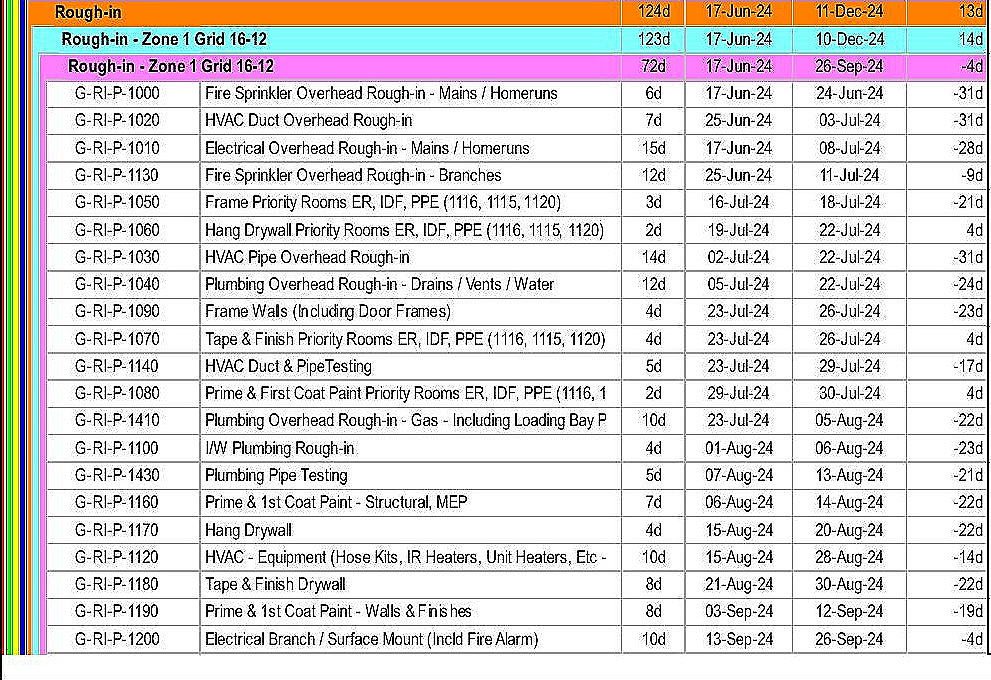 Rough-in 124d 17-Jun-24 11-Dec-24 13d
Rough-in - Zone 1 Grid 16-12 123d 17-Jun-24 10-Dec-24 14d
Rough-in - Zone 1 Grid 16-12 72d 17-Jun-24 26-Sep-24 -4d
G-RI-P-1000 Fire Sprinkler Overhead Rough-in - Mains / Homeruns 6d 17-Jun-24 24-Jun-24 -31d
G-RI-P-1020 HVAC Duct Overhead Rough-in 7d 25-Jun-24 03-Jul-24 -31d
G-RI-P-1010 Electrical Overhead Rough-in - Mains / Homeruns 15d 17-Jun-24 08-Jul-24 -28d
G-RI-P-1130 Fire Sprinkler Overhead Rough-in - Branches 12d 25-Jun-24 11-Jul-24 -9d
G-RI-P-1050 Frame Priority Rooms ER, IDF, PPE (1116, 1115, 1120) 3d 16-Jul-24 18-Jul-24 -21d
G-RI-P-1060 Hang Drywall Priority Rooms ER, IDF, PPE (1116, 1115, 1120) 2d 19-Jul-24 22-Jul-24 4d
G-RI-P-1030 HVAC Pipe Overhead Rough-in 14d 02-Jul-24 22-Jul-24 -31d
G-RI-P-1040 Plumbing Overhead Rough-in - Drains / Vents / Water 12d 05-Jul-24 22-Jul-24 -24d
G-RI-P-1090 Frame Walls (Including Door Frames) 4d 23-Jul-24 26-Jul-24 -23d
G-RI-P-1070 Tape & Finish Priority Rooms ER, IDF, PPE (1116, 1115, 1120) 4d 23-Jul-24 26-Jul-24 4d
G-RI-P-1140 HVAC Duct & PipeTesting 5d 23-Jul-24 29-Jul-24 -17d
G-RI-P-1080 Prime & First Coat Paint Priority Rooms ER, IDF, PPE (1116, 1 2d 29-Jul-24 30-Jul-24 4d
G-RI-P-1410 Plumbing Overhead Rough-in - Gas - Including Loading Bay P 10d 23-Jul-24 05-Aug-24 -22d
G-RI-P-1100 I/W Plumbing Rough-in 4d 01-Aug-24 06-Aug-24 -23d
G-RI-P-1430 Plumbing Pipe Testing 5d 07-Aug-24 13-Aug-24 -21d
G-RI-P-1160 Prime & 1st Coat Paint - Structural, MEP 7d 06-Aug-24 14-Aug-24 -22d
G-RI-P-1170 Hang Drywall 4d 15-Aug-24 20-Aug-24 -22d
G-RI-P-1120 HVAC - Equipment (Hose Kits, IR Heaters, Unit Heaters, Etc - 10d 15-Aug-24 28-Aug-24 -14d
G-RI-P-1180 Tape & Finish Drywall 8d 21-Aug-24 30-Aug-24 -22d
G-RI-P-1190 Prime & 1st Coat Paint - Walls & Finishes 8d 03-Sep-24 12-Sep-24 -19d
G-RI-P-1200 Electrical Branch / Surface Mount (Incld Fire Alarm) 10d 13-Sep-24 26-Sep-24 -4d